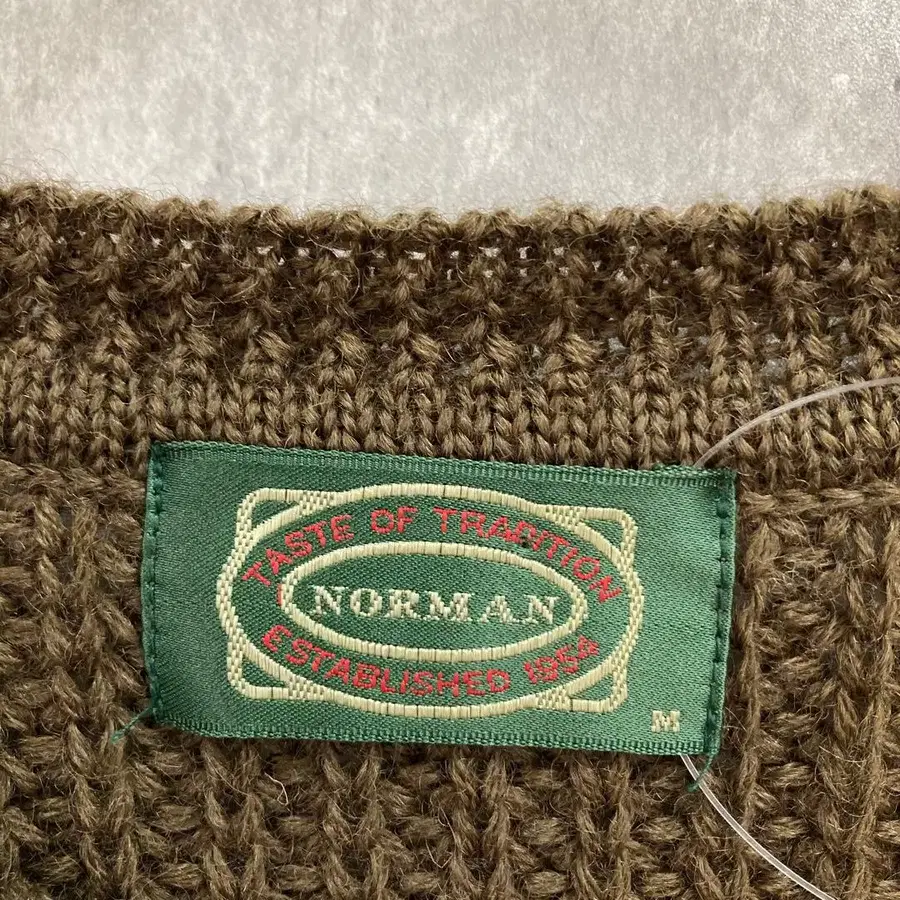 TASTE OF TRADITION
NORMAN
ESTABLISHED 1954
M